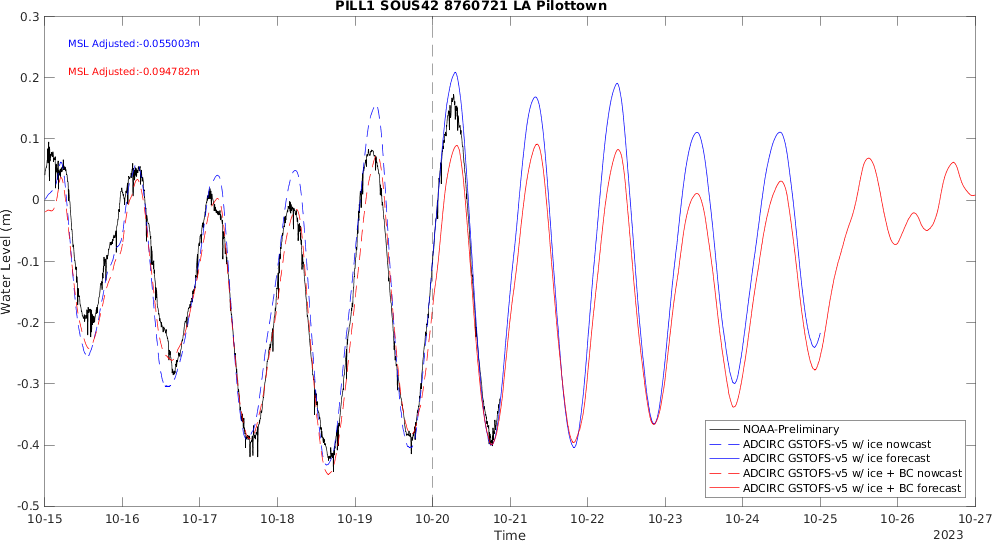 PILL1 SOUS42 8760721 LA Pilottown
MSL Adjusted:-0.055003m
MSL Adjusted:-0.094782m
0.3
0.2
0.1
0
-0.1
-0.2
-0.3
-0.4
-0.5
Water Level (m)
NOAA-Preliminary
ADCIRC GSTOFS-v5 w/ ice nowcast
ADCIRC GSTOFS-v5 w/ ice forecast
ADCIRC GSTOFS-v5 w/ ice + BC nowcast
ADCIRC GSTOFS-v5 w/ ice + BC forecast
10-15 10-16 10-17 10-18 10-19 10-20 10-21 10-22 10-23 10-24 10-25 10-26 10-27
Time
2023